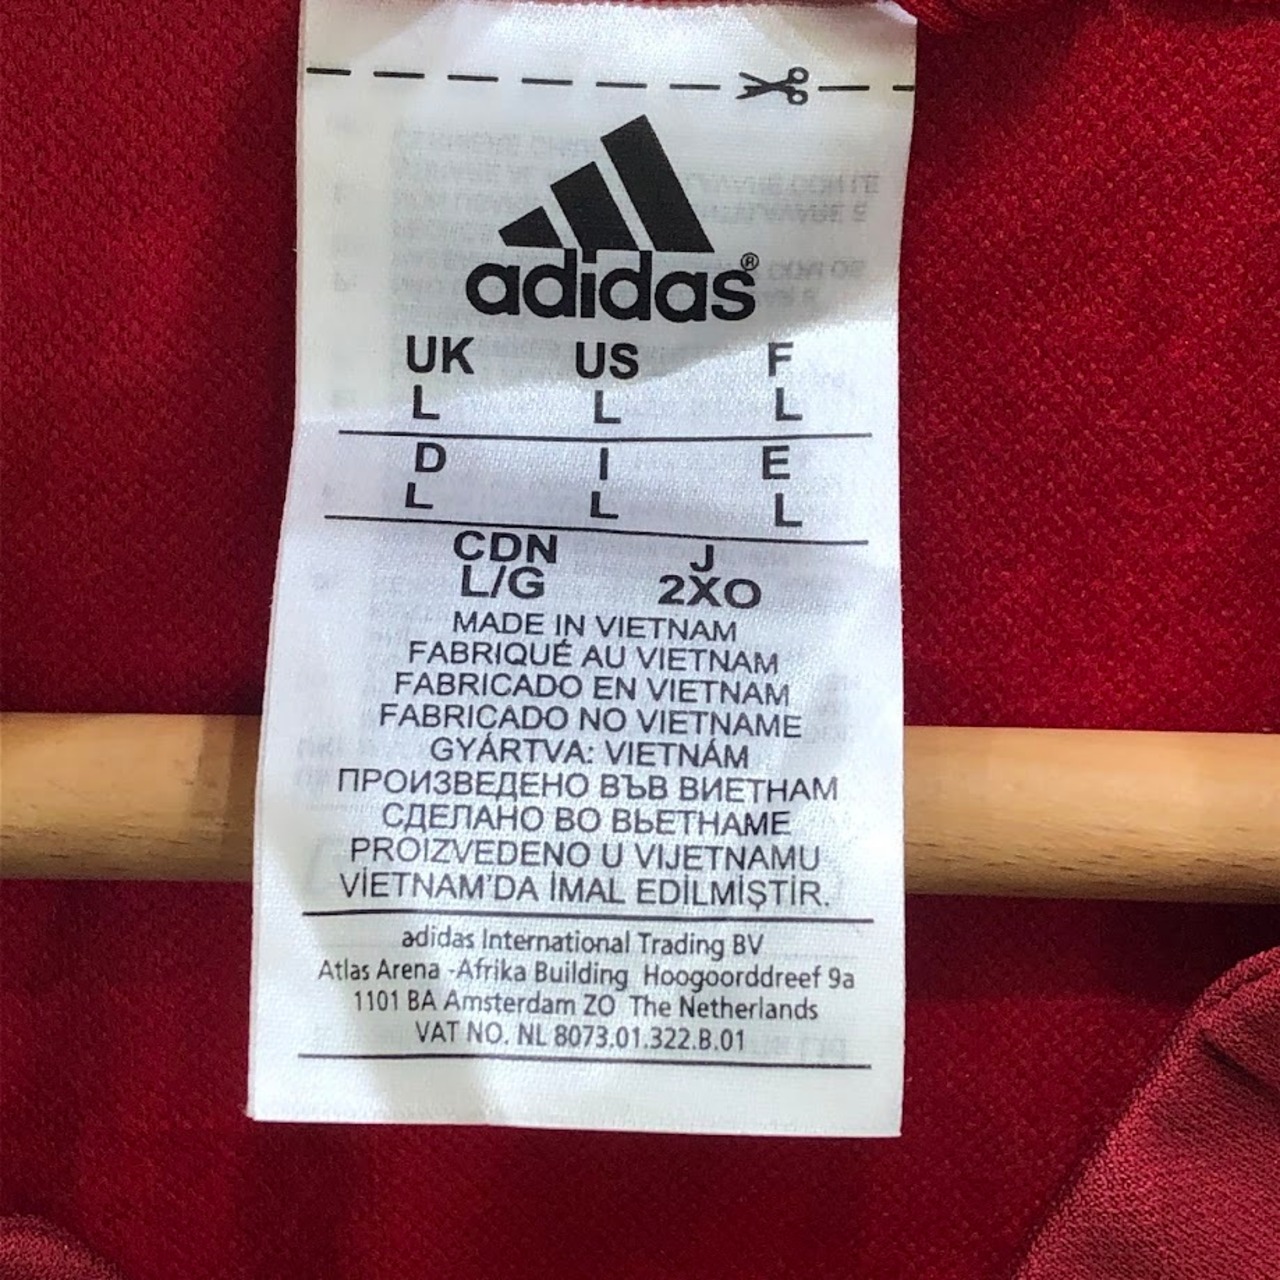 adidas®
UK US F
L L L
D I E
L L L
CDN J
L/G 2XO
MADE IN VIETNAM
FABRIQUÉ AU VIETNAM
FABRICADO EN VIETNAM
FABRICADO NO VIETNAME
GYÁRTVA: VIETNÁM
ПРОИЗВЕДЕНО ВЪВ ВИЕТНАМ
СДЕЛАНО ВО ВЬЕТНАМЕ
PROIZVEDENO U VIJETNAMU
VİETNAM'DA İMAL EDİLMİŞTİR.
adidas International Trading BV
Atlas Arena -Afrika Building Hoogoorddreef 9a
1101 BA Amsterdam ZO The Netherlands
VAT NO. NL 8073.01.322.B.01